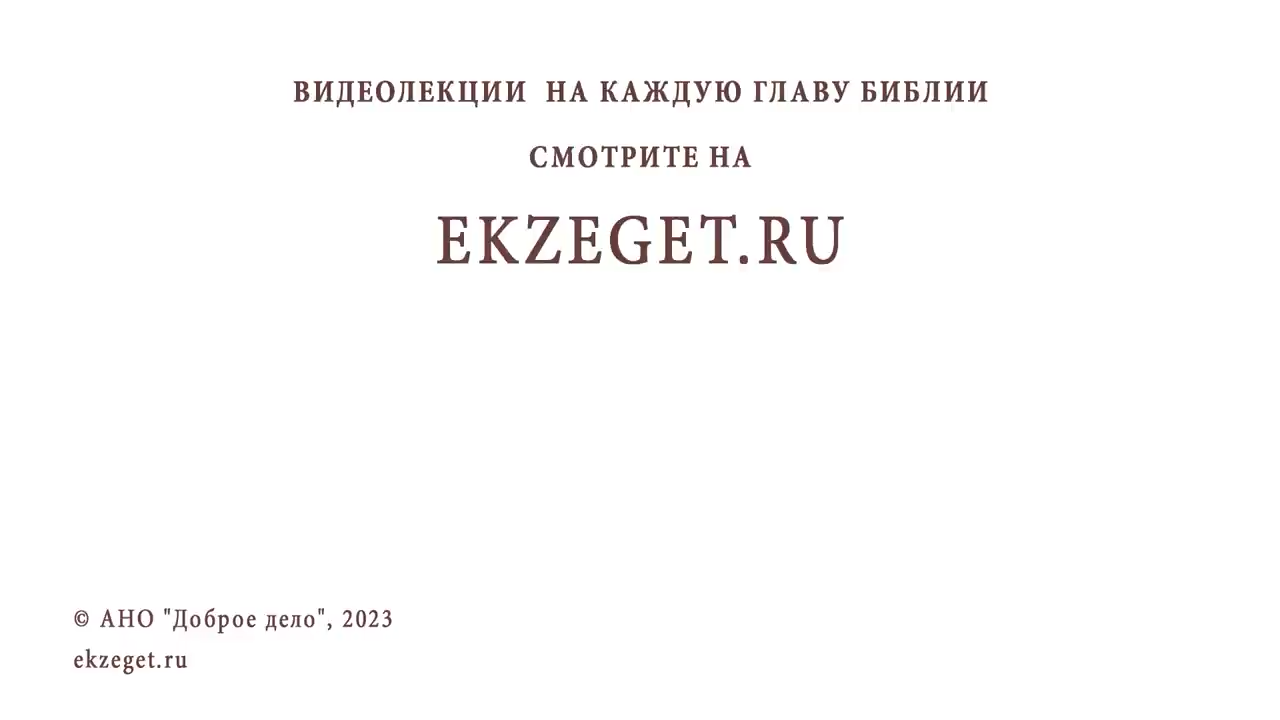 ВИДЕОЛЕКЦИИ НА КАЖДУЮ ГЛАВУ БИБЛИИ
СМОТРИТЕ НА
EKZEGET.RU
© АНО "Доброе дело", 2023
ekzeget.ru